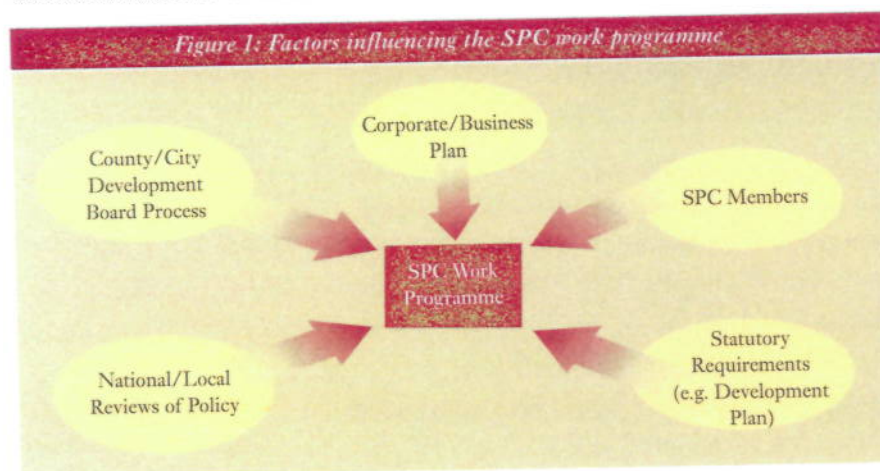 Figure 1: Factors influencing the SPC work programme
Corporate/Business
Plan
County/City
Development
Board Process
SPC Members
SPC Work
Programme
National/Local
Reviews of Policy
Statutory
Requirements
(e.g. Development
Plan)